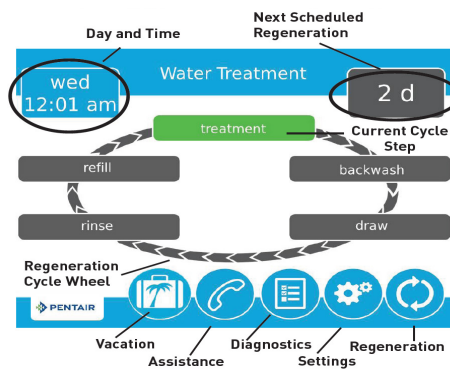 Day and Time
Next Scheduled
Regeneration
wed
12:01 am
Water Treatment
2 d
treatment
Current Cycle
Step
refill
backwash
rinse
draw
Regeneration
Cycle Wheel
PENTAIR
Vacation
Assistance
Diagnostics
Settings
Regeneration